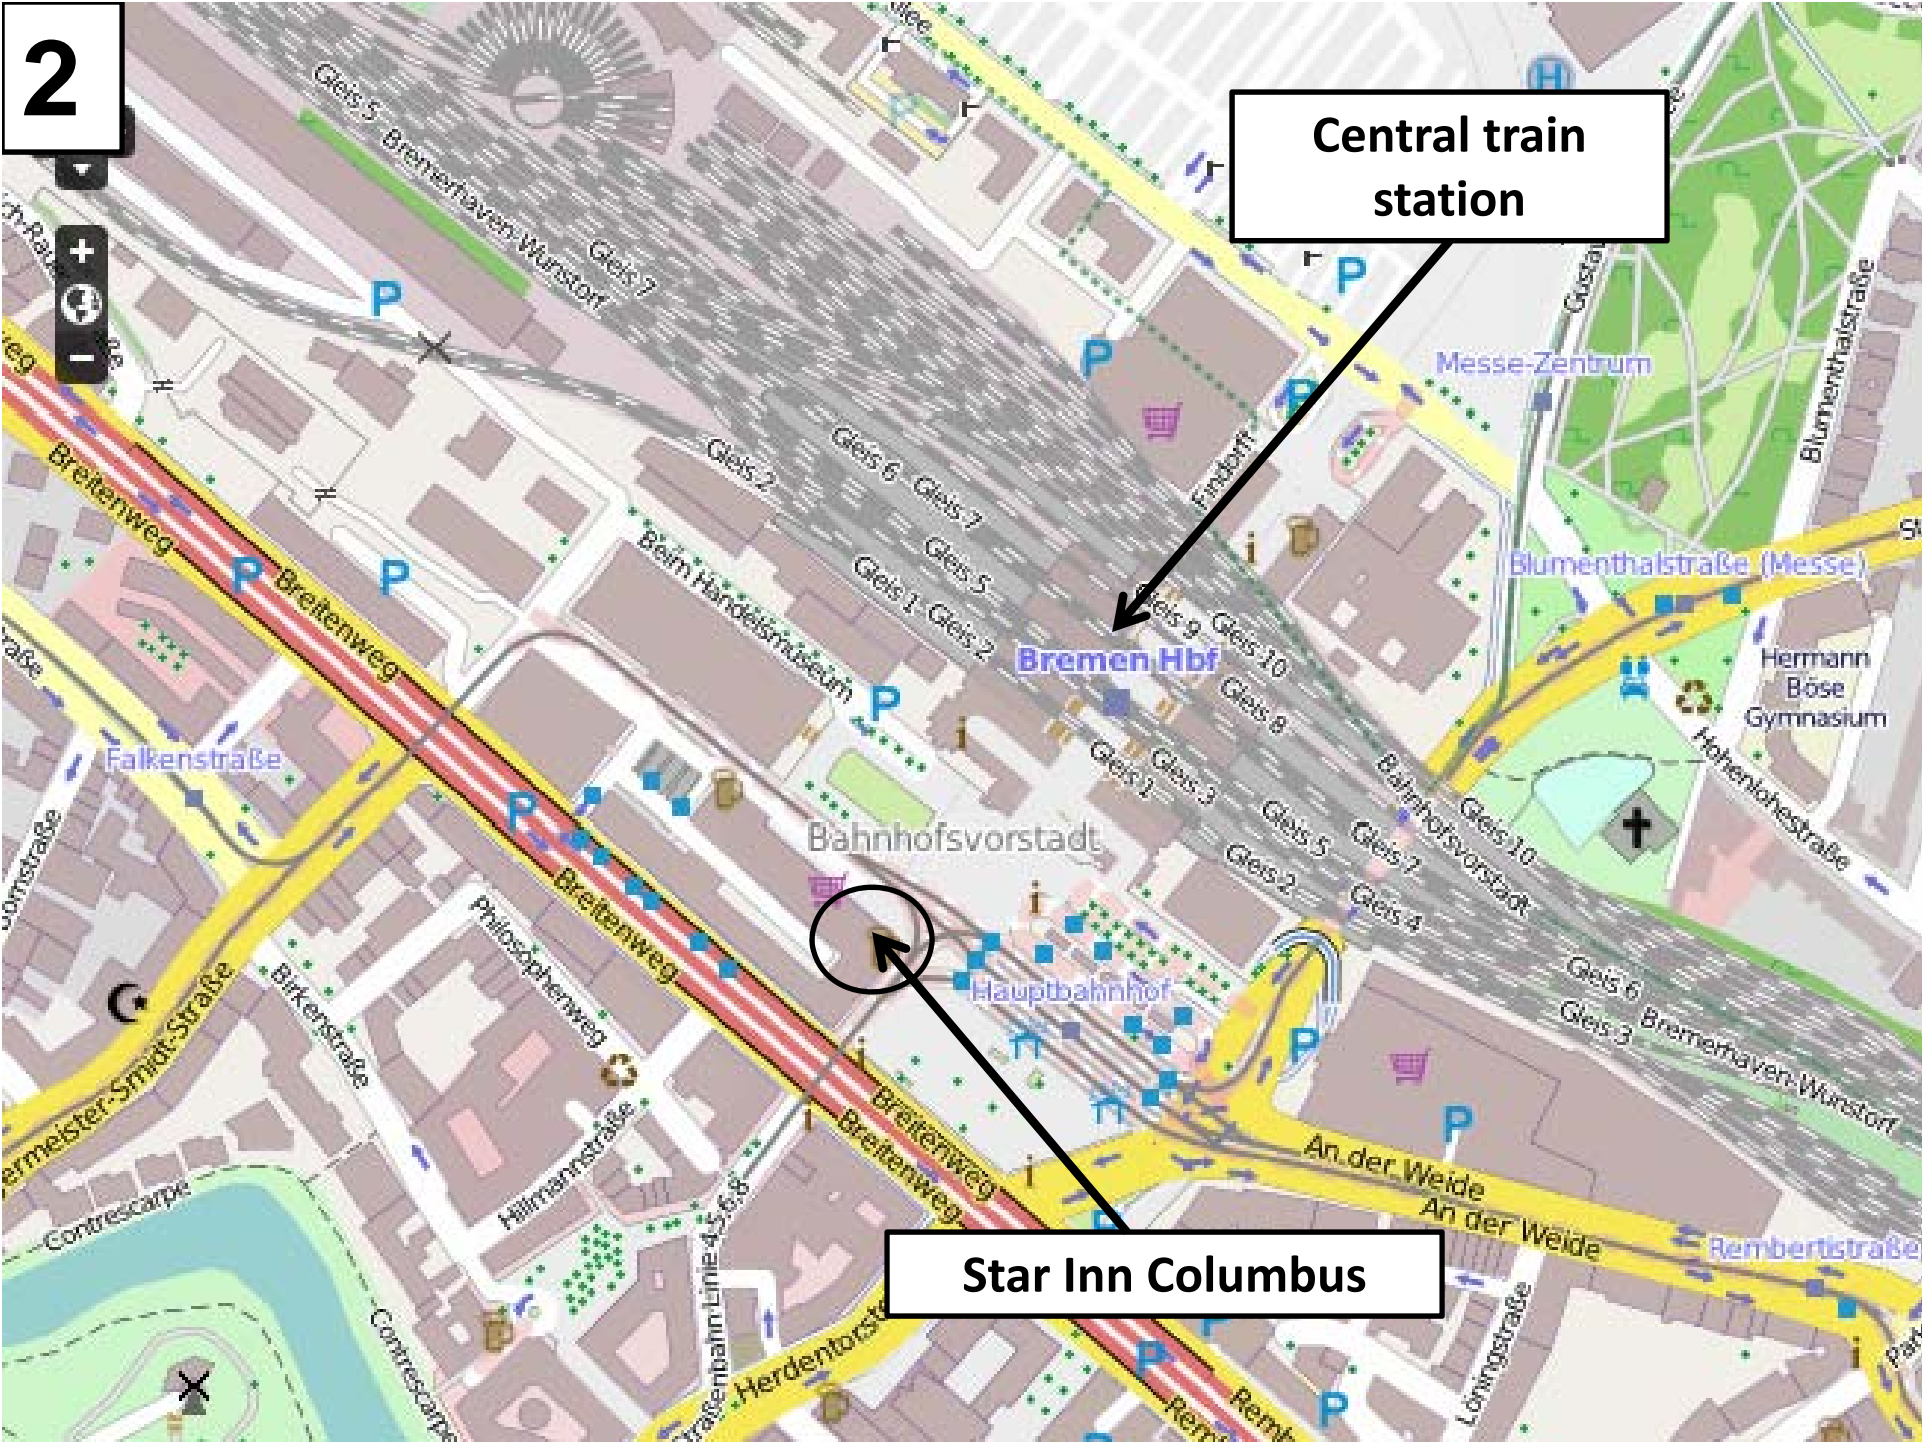 2
Central train
station
Gleis 5
Bremerhaven-Wunstorf
Gleis 7
P
H
P
P
P
Messe-Zentrum
Blumenthalstraße
Breitenweg
Gleis 2
Gleis 6 - Gleis 7
Findorff
Gleis 5
Gleis 1 - Gleis 2
Beim Handelsmuseum
Gleis 9 - Gleis 10
Blumenthalstraße (Messe)
P
P
Breitenweg
Bremen Hbf
Gleis 8
Hermann
Böse
Gymnasium
P
i
i
Falkenstraße
Gleis 1
Gleis 3
Bahnhofsvorstadt
Hohenlohestraße
P
Bahnhofsvorstadt
Gleis 5
Gleis 7
Gleis 10
Gleis 2
Gleis 4
i
Breitenweg
Philosophenweg
Birkenstraße
Hauptbahnhof
Gleis 6
Gleis 3
Bremerhaven-Wunstorf
P
P
ermeister-Smidt-Straße
Hillmannstraße
Breitenweg
Breitenweg
i
i
i
An der Weide
An der Weide
Contrescarpe
Rembertistraße
Star Inn Columbus
Contrescarpe
Straßenbahn Linie 4,5,6,8
Herdentorst
Löningstraße
P
P
Remb